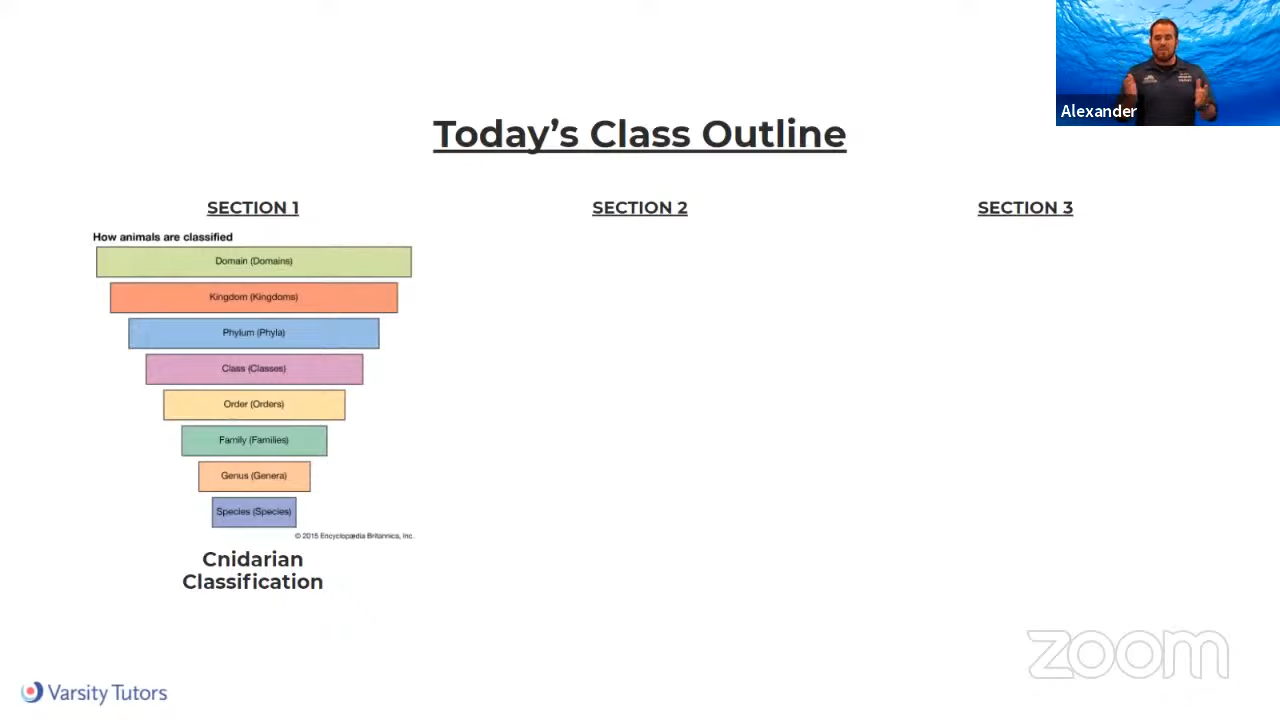 Alexander
Today's Class Outline
SECTION 1
SECTION 2
SECTION 3
How animals are classified
Domain (Domains)
Kingdom (Kingdoms)
Phylum (Phyla)
Class (Classes)
Order (Orders)
Family (Families)
Genus (Genera)
Species (Species)
© 2015 Encyclopædia Britannica, Inc.
Cnidarian
Classification
zoom
Varsity Tutors